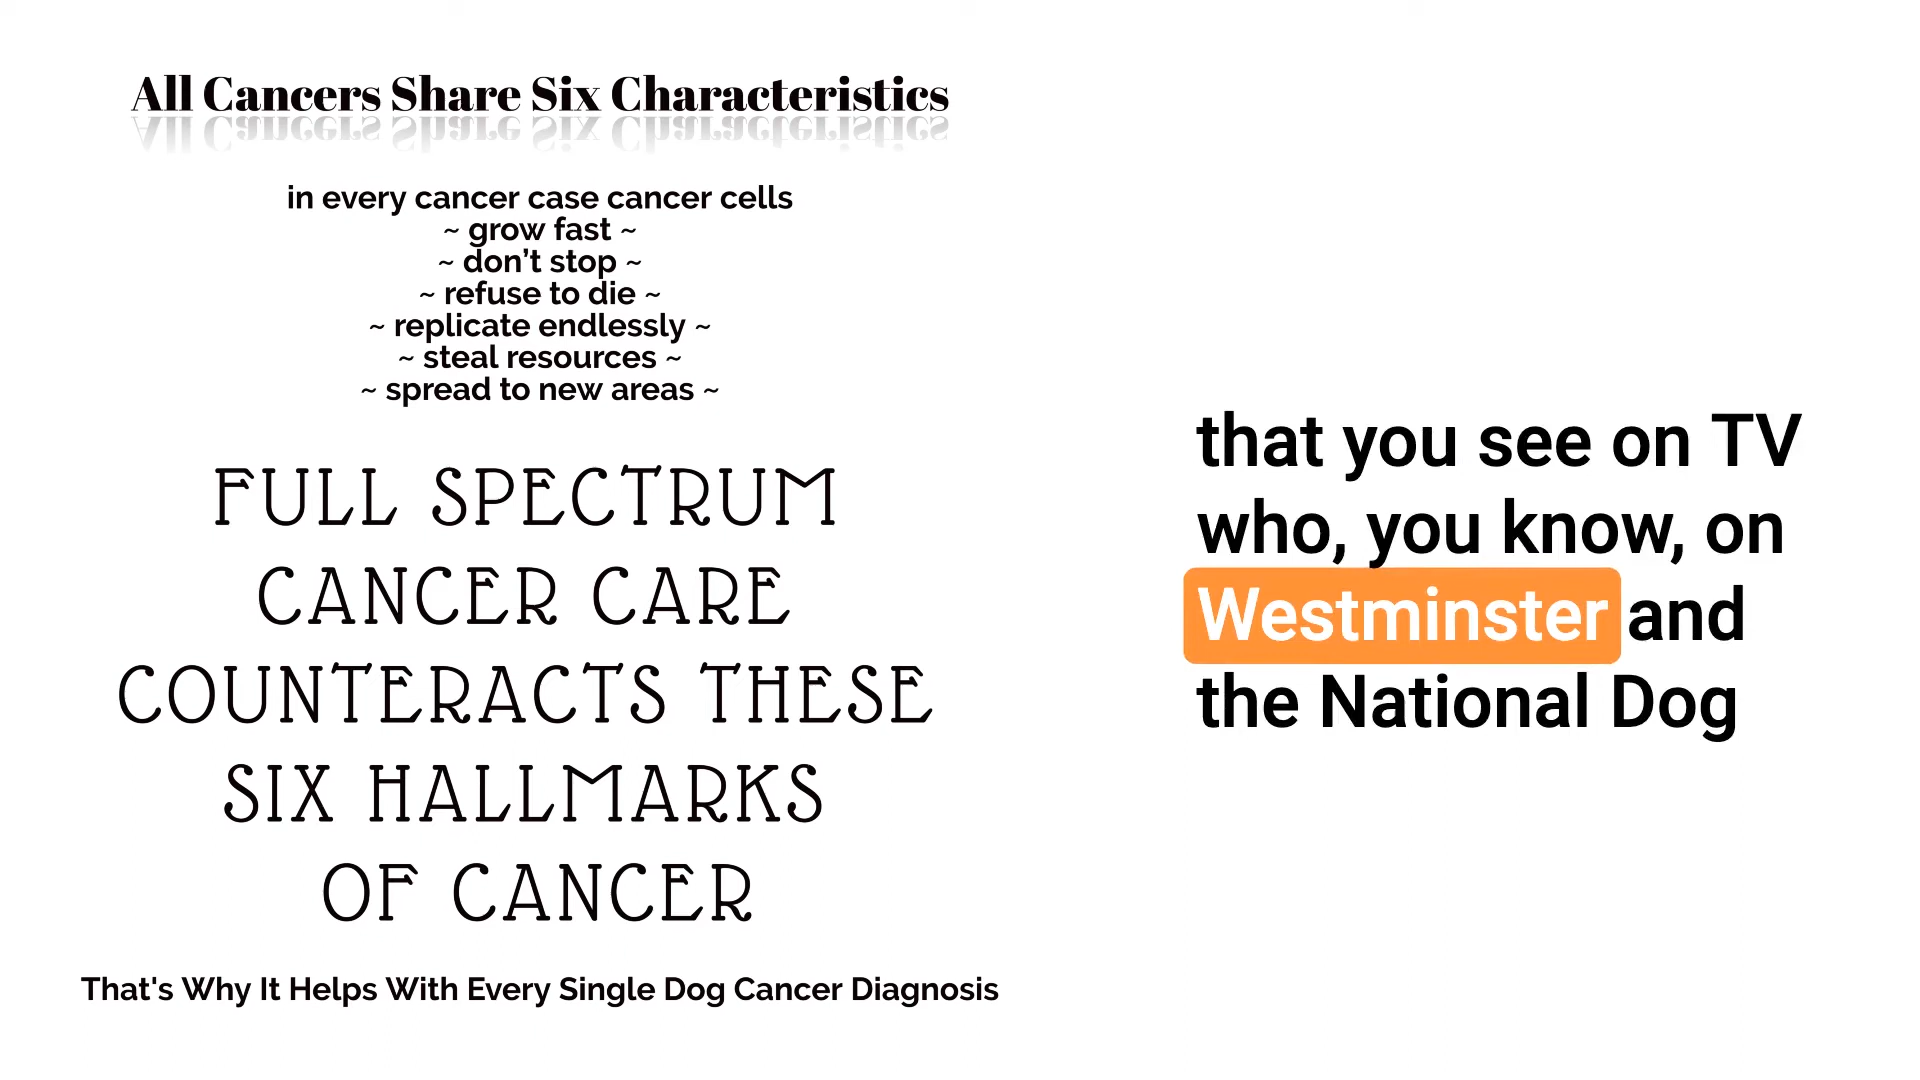 All Cancers Share Six Characteristics
in every cancer case cancer cells
~ grow fast ~
~ don’t stop ~
~ refuse to die ~
~ replicate endlessly ~
~ steal resources ~
~ spread to new areas ~
FULL SPECTRUM
CANCER CARE
COUNTERACTS THESE
SIX HALLMARKS
OF CANCER
That's Why It Helps With Every Single Dog Cancer Diagnosis
that you see on TV
who, you know, on
Westminster and
the National Dog